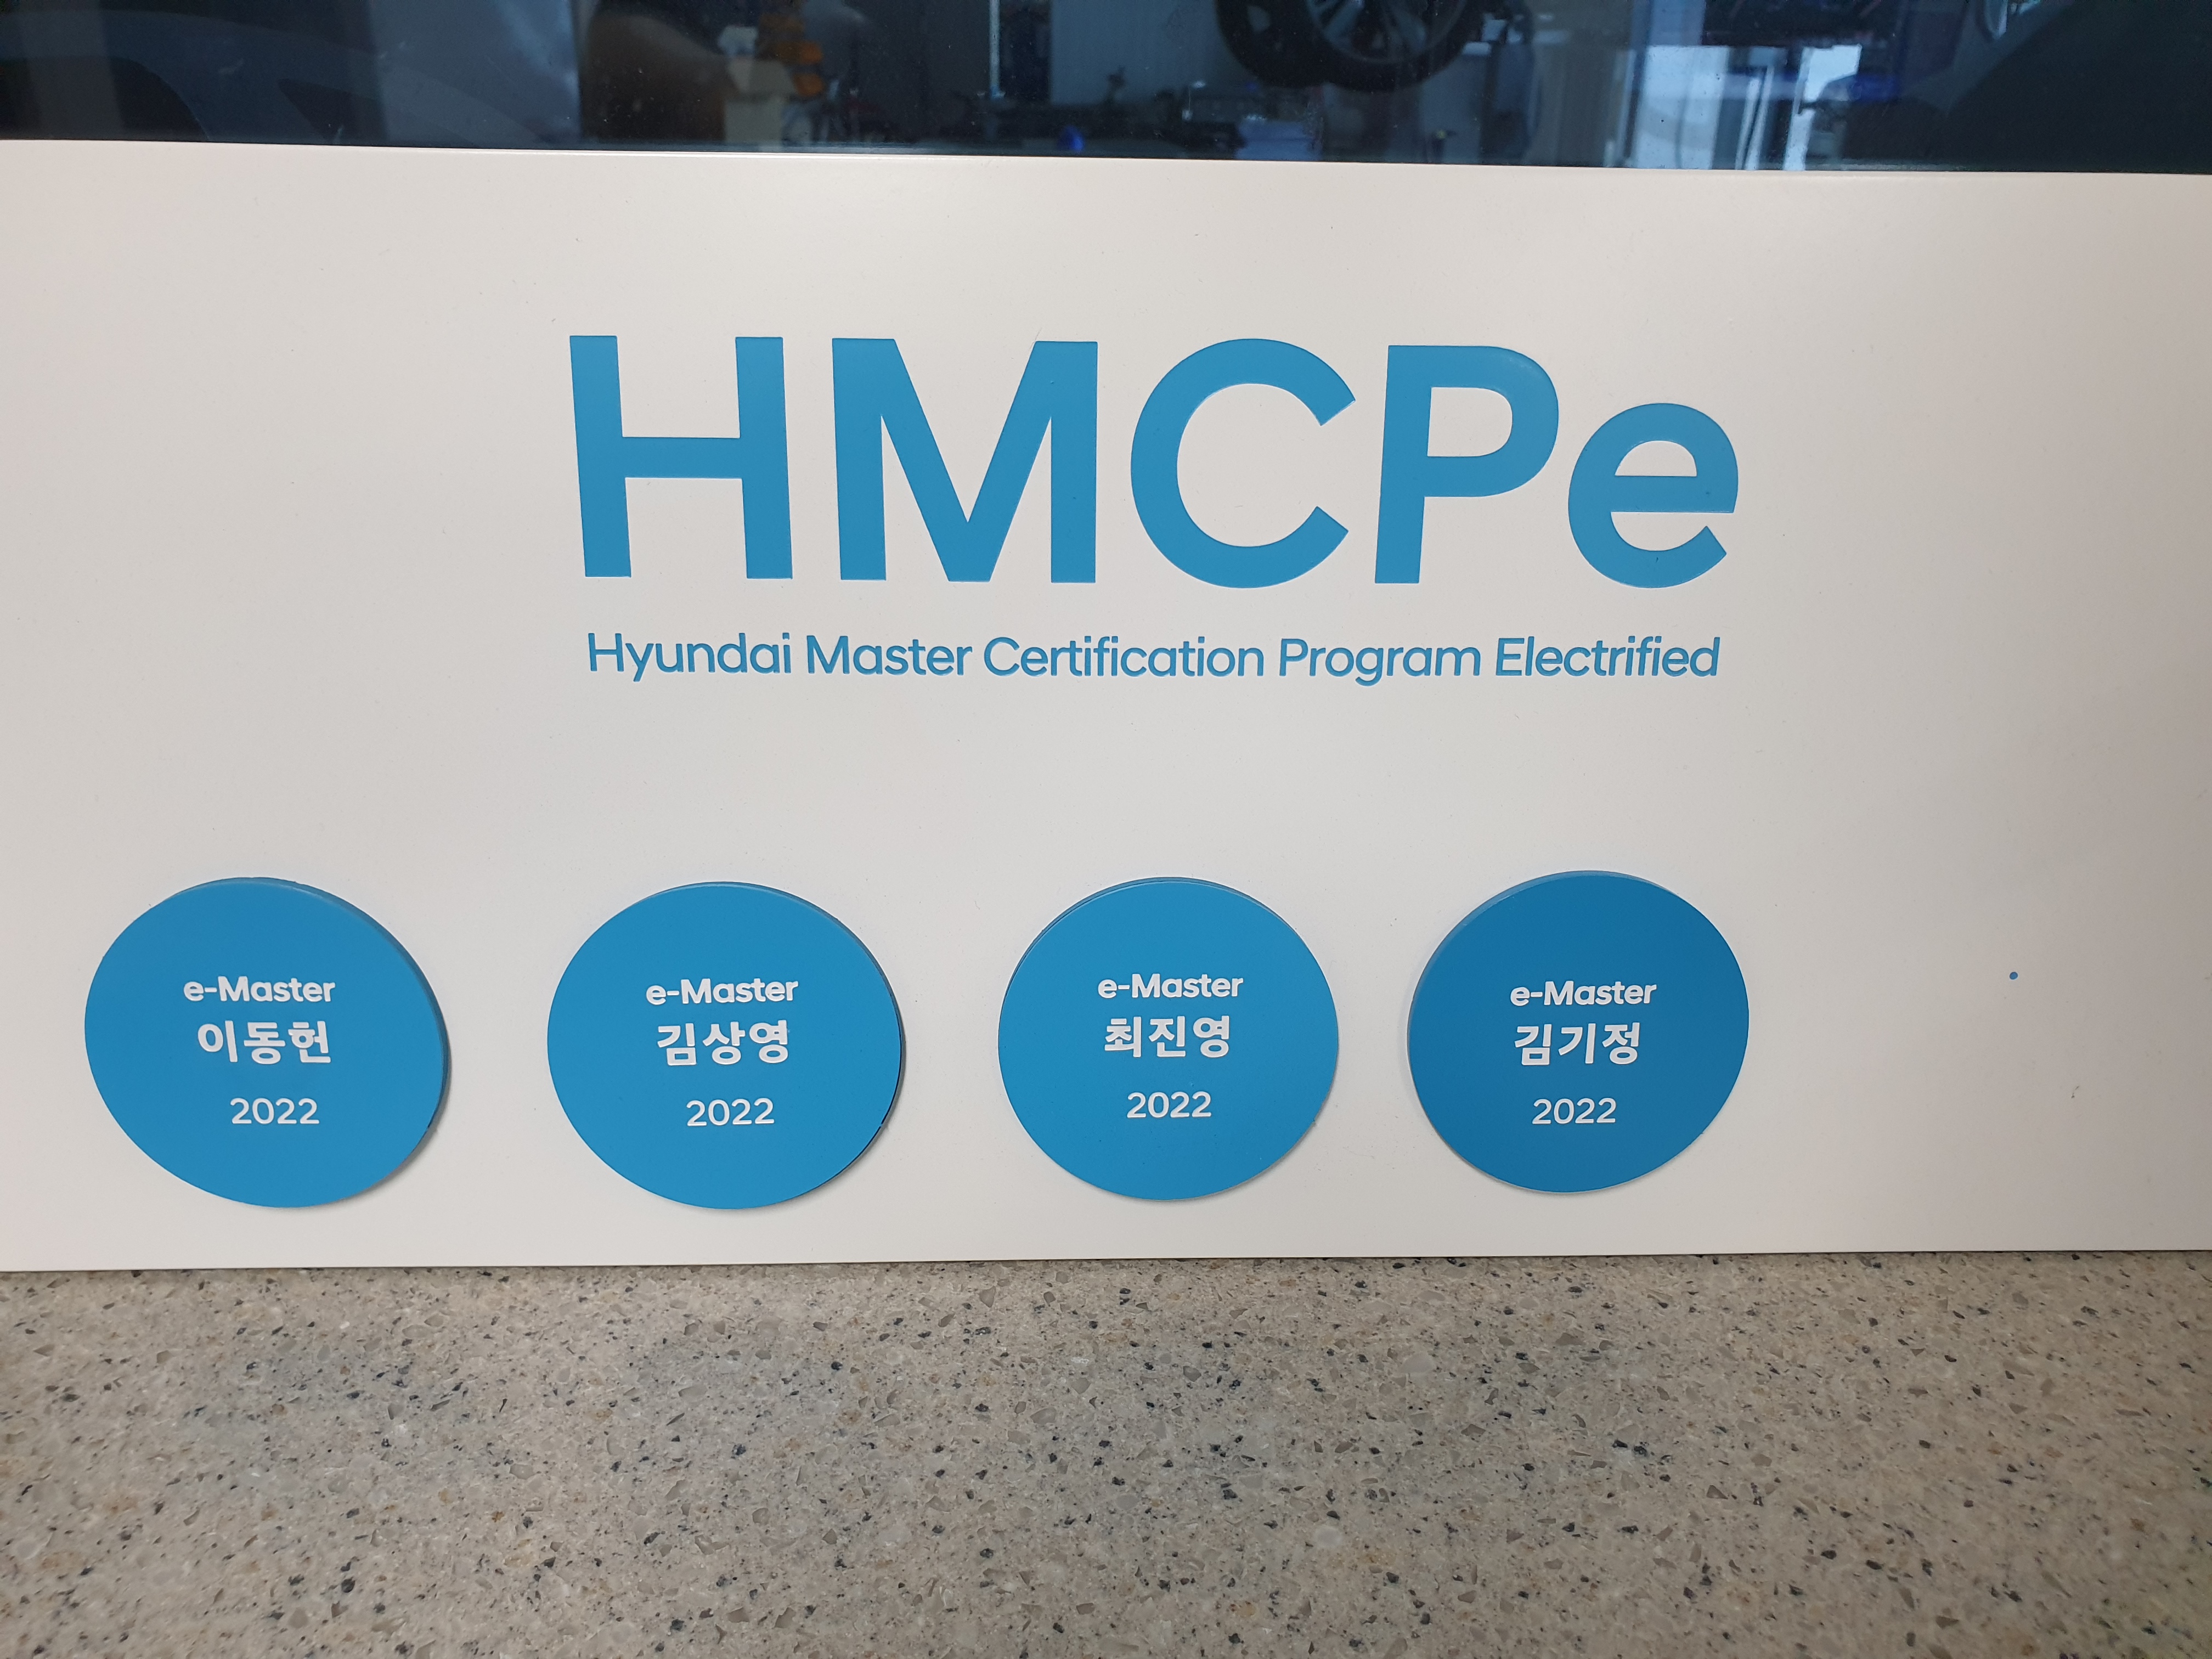 HMCPe
Hyundai Master Certification Program Electrified
e-Master
이동헌
2022
e-Master
김상영
2022
e-Master
최진영
2022
e-Master
김기정
2022